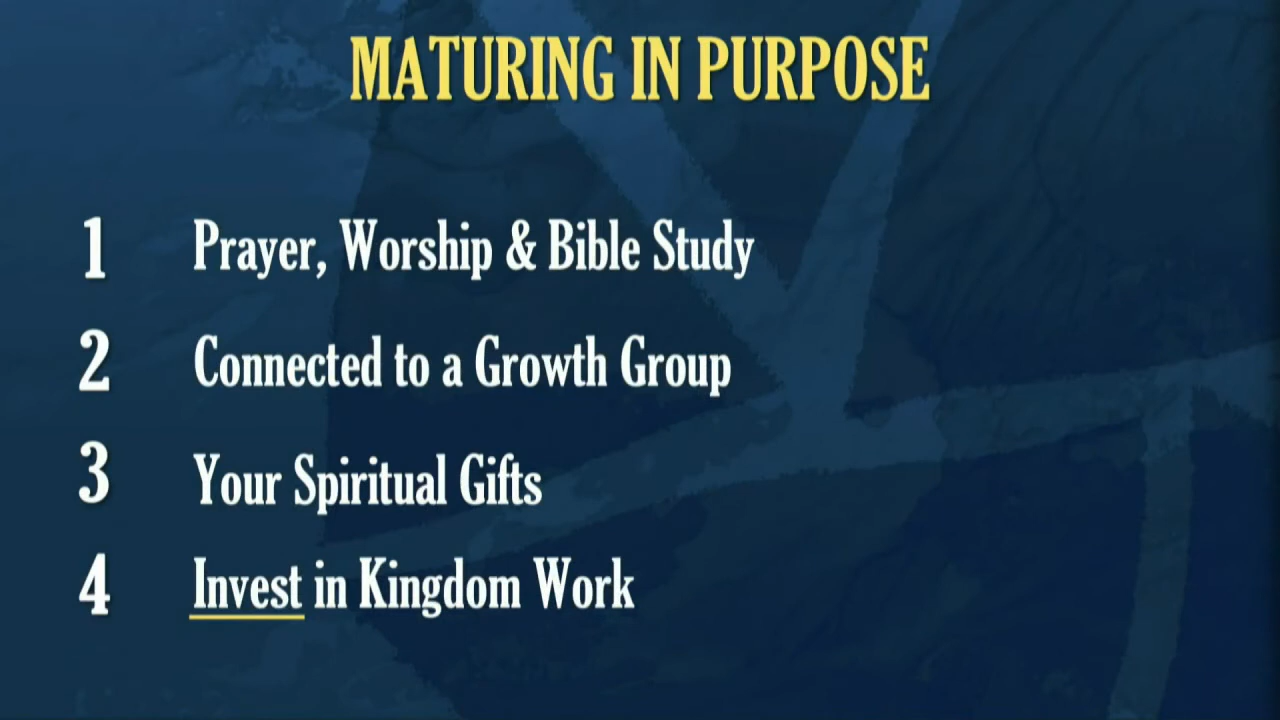 MATURING IN PURPOSE
1 Prayer, Worship & Bible Study
2 Connected to a Growth Group
3 Your Spiritual Gifts
4 Invest in Kingdom Work